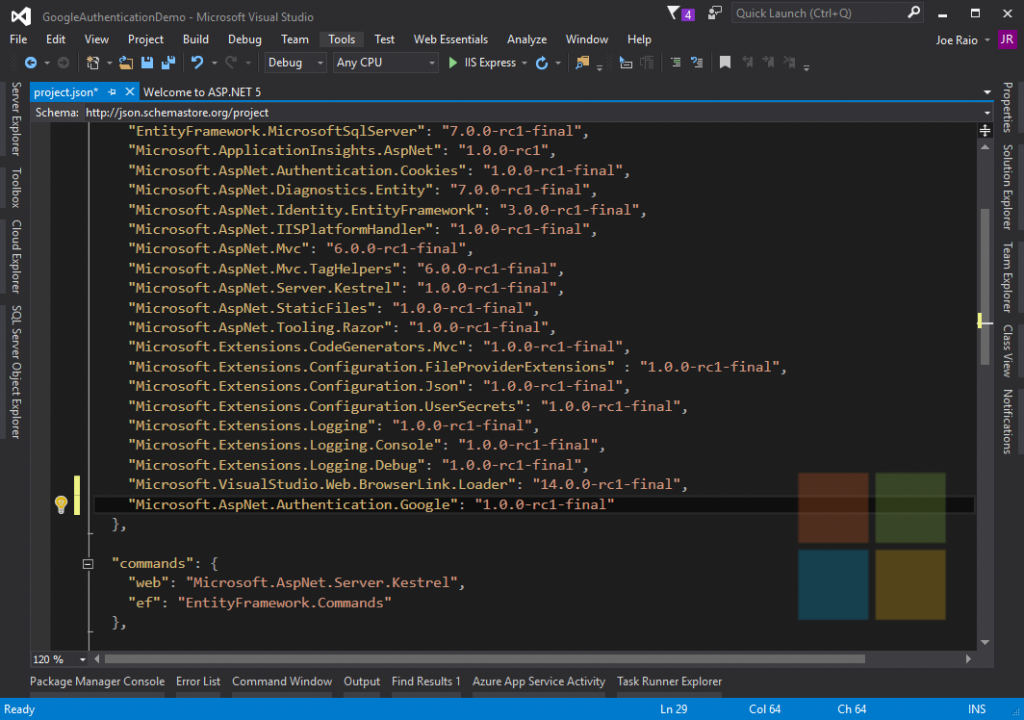 GoogleAuthenticationDemo - Microsoft Visual Studio
4
Quick Launch (Ctrl+Q)
File Edit View Project Build Debug Team Tools Test Web Essentials Analyze Window Help
Joe Raio
JR
Debug Any CPU IIS Express
project.json* Welcome to ASP.NET 5
Schema: http://json.schemastore.org/project
Server Explorer
Toolbox
Cloud Explorer
SQL Server Object Explorer
"EntityFramework.MicrosoftSqlServer": "7.0.0-rc1-final",
"Microsoft.ApplicationInsights.AspNet": "1.0.0-rc1",
"Microsoft.AspNet.Authentication.Cookies": "1.0.0-rc1-final",
"Microsoft.AspNet.Diagnostics.Entity": "7.0.0-rc1-final",
"Microsoft.AspNet.Identity.EntityFramework": "3.0.0-rc1-final",
"Microsoft.AspNet.IISPlatformHandler": "1.0.0-rc1-final",
"Microsoft.AspNet.Mvc": "6.0.0-rc1-final",
"Microsoft.AspNet.Mvc.TagHelpers": "6.0.0-rc1-final",
"Microsoft.AspNet.Server.Kestrel": "1.0.0-rc1-final",
"Microsoft.AspNet.StaticFiles": "1.0.0-rc1-final",
"Microsoft.AspNet.Tooling.Razor": "1.0.0-rc1-final",
"Microsoft.Extensions.CodeGenerators.Mvc": "1.0.0-rc1-final",
"Microsoft.Extensions.Configuration.FileProviderExtensions" : "1.0.0-rc1-final",
"Microsoft.Extensions.Configuration.Json": "1.0.0-rc1-final",
"Microsoft.Extensions.Configuration.UserSecrets": "1.0.0-rc1-final",
"Microsoft.Extensions.Logging": "1.0.0-rc1-final",
"Microsoft.Extensions.Logging.Console": "1.0.0-rc1-final",
"Microsoft.Extensions.Logging.Debug": "1.0.0-rc1-final",
"Microsoft.VisualStudio.Web.BrowserLink.Loader": "14.0.0-rc1-final",
"Microsoft.AspNet.Authentication.Google": "1.0.0-rc1-final"
},
"commands": {
"web": "Microsoft.AspNet.Server.Kestrel",
"ef": "EntityFramework.Commands"
},
Properties
Solution Explorer
Team Explorer
Class View
Notifications
120 %
Package Manager Console Error List Command Window Output Find Results 1 Azure App Service Activity Task Runner Explorer
Ready Ln 29 Col 64 Ch 64 INS